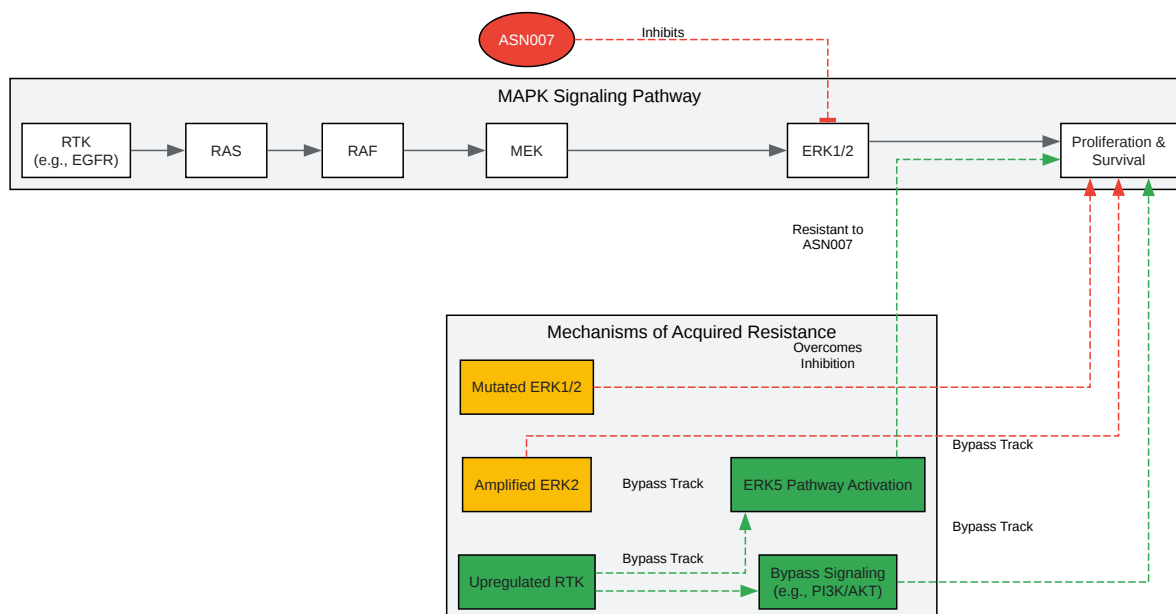 ASN007
Inhibits
MAPK Signaling Pathway
RTK
(e.g., EGFR)
RAS
RAF
MEK
ERK1/2
Proliferation &
Survival
Resistant to
ASN007
Mechanisms of Acquired Resistance
Overcomes
Inhibition
Mutated ERK1/2
Bypass Track
Amplified ERK2
Bypass Track
ERK5 Pathway Activation
Bypass Track
Bypass Track
Upregulated RTK
Bypass Signaling
(e.g., PI3K/AKT)